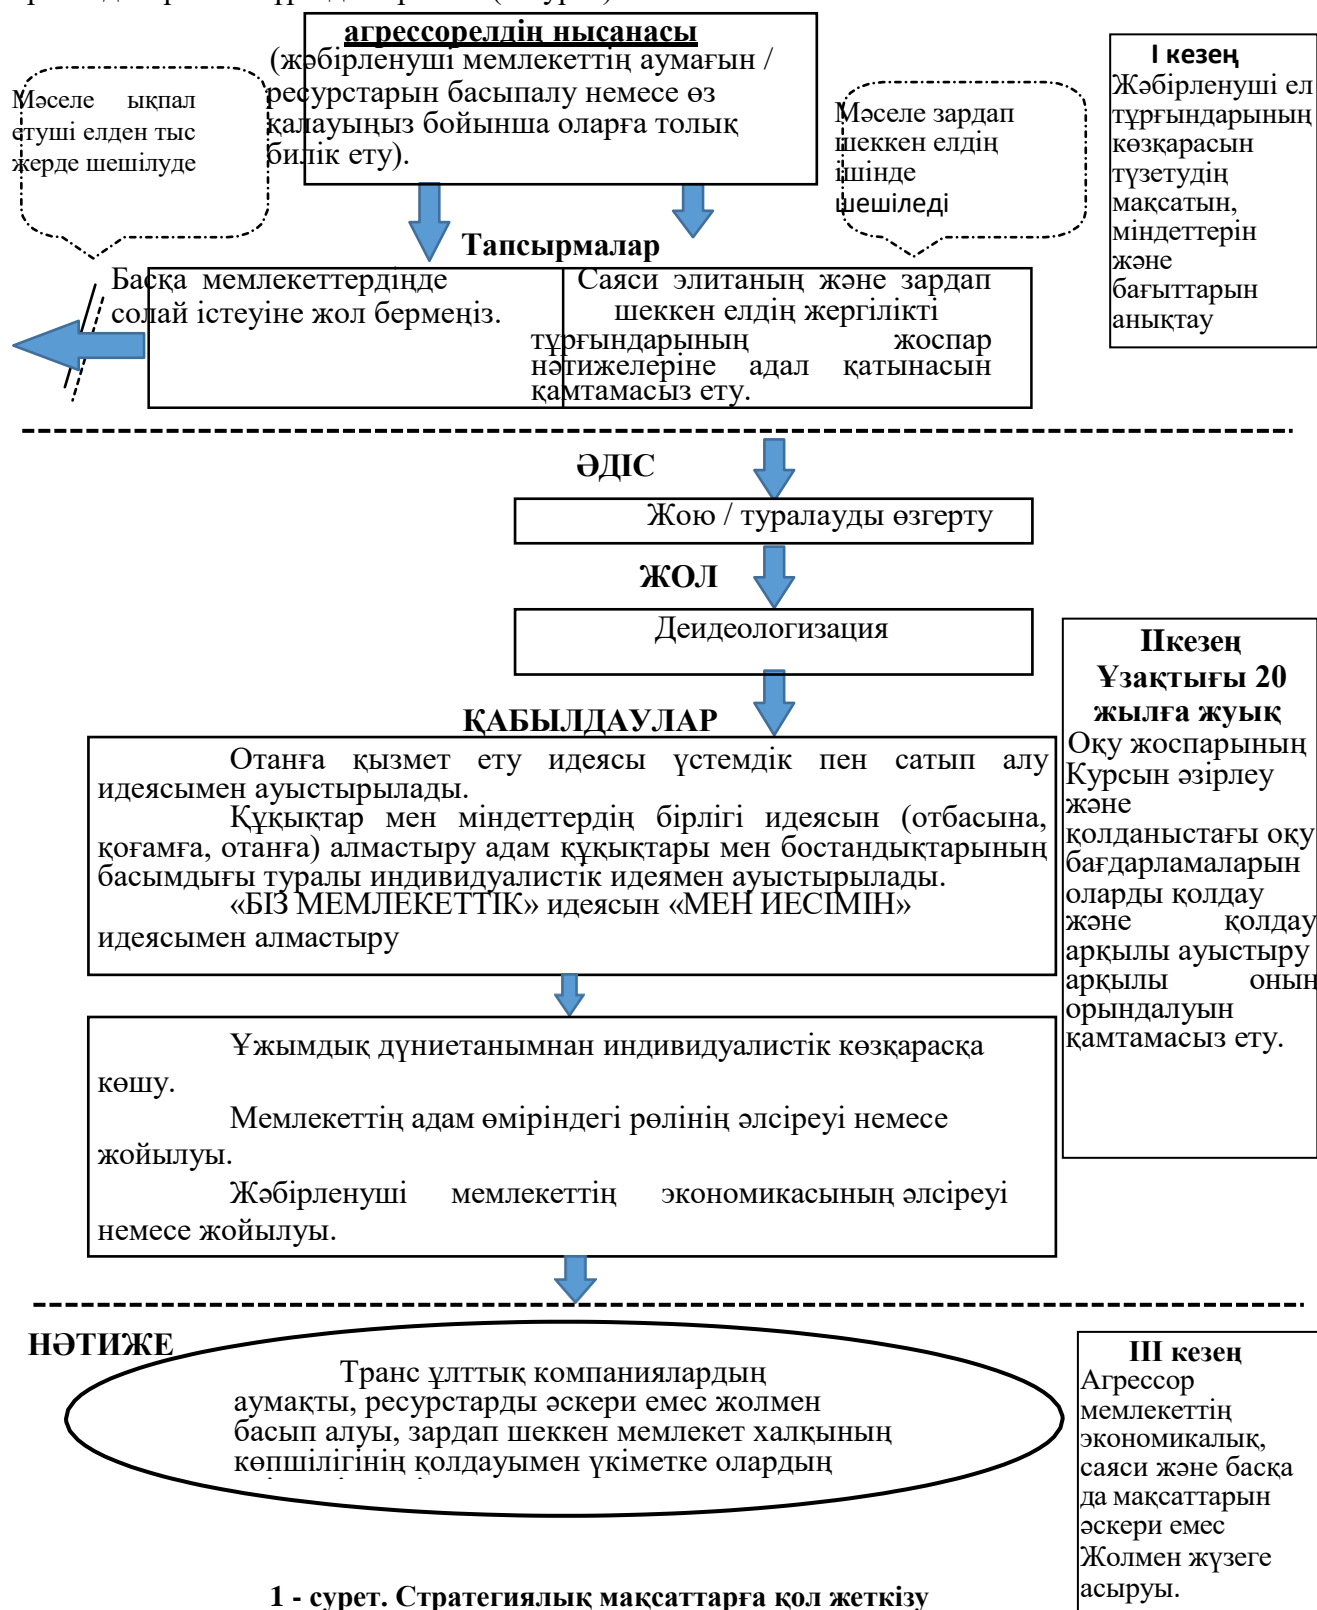 агрессорелдің нысанасы
(жәбірленуші мемлекеттің аумағын /
ресурстарын басыпалу немесе өз
қалауыңыз бойынша оларға толық
билік ету).
Мәселе ықпал
етуші елден тыс
жерде шешілуде
Мәселе зардап
шеккен елдің
ішінде
шешіледі
I кезең
Жәбірленуші ел
тұрғындарының
көзқарасын
түзетудің
мақсатын,
міндеттерін
және
бағыттарын
анықтау
Тапсырмалар
Басқа мемлекеттердіңде
солай істеуіне жол бермеңіз.
Саяси элитаның және зардап
шеккен елдің жергілікті
тұрғындарының жоспар
нәтижелеріне адал қатынасын
қамтамасыз ету.
ӘДІС
Жою / туралауды өзгерту
ЖОЛ
Деидеологизация
ҚАБЫЛДАУЛАР
Отанға қызмет ету идеясы үстемдік пен сатып алу
идеясымен ауыстырылады.
Құқықтар мен міндеттердің бірлігі идеясын (отбасына,
қоғамға, отанға) алмастыру адам құқықтары мен бостандықтарының
басымдығы туралы индивидуалистік идеямен ауыстырылады.
«БІЗ МЕМЛЕКЕТТІК» идеясын «МЕН ИЕСІМІН»
идеясымен алмастыру
IIкезең
Ұзақтығы 20
жылға жуық
Оқу жоспарының
Курсын әзірлеу
және
қолданыстағы оқу
бағдарламаларын
оларды қолдау
және қолдау
арқылы ауыстыру
арқылы оның
орындалуын
қамтамасыз ету.
Ұжымдық дүниетанымнан индивидуалистік көзқарасқа
көшу.
Мемлекеттің адам өміріндегі рөлінің әлсіреуі немесе
жойылуы.
Жәбірленуші мемлекеттің экономикасының әлсіреуі
немесе жойылуы.
НӘТИЖЕ
Транс ұлттық компаниялардың
аумақты, ресурстарды әскери емес жолмен
басып алуы, зардап шеккен мемлекет халқының
көпшілігінің қолдауымен үкіметке олардың
III кезең
Агрессор
мемлекеттің
экономикалық,
саяси және басқа
да мақсаттарын
әскери емес
Жолмен жүзеге
асыруы.
1 - сурет. Стратегиялық мақсаттарға қол жеткізу